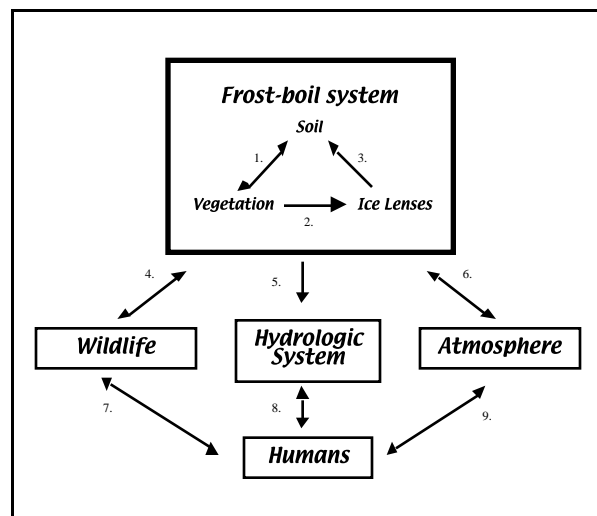 Frost-boil system
Soil
1.
3.
Vegetation
Ice Lenses
2.
4.
5.
6.
Wildlife
Hydrologic
System
Atmosphere
7.
8.
9.
Humans